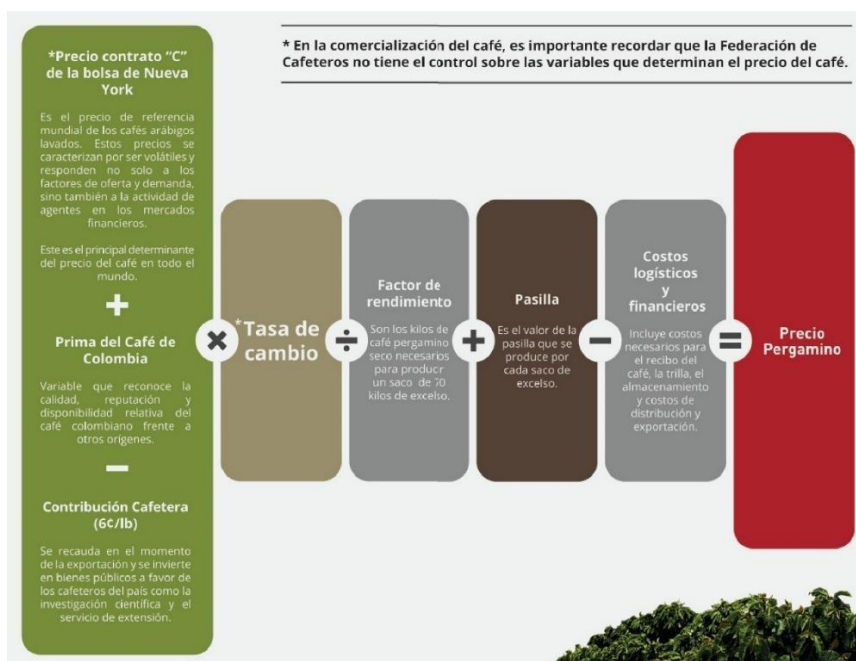 *Precio contrato “C”
de la bolsa de Nueva
York
Es el precio de referencia
mundial de los cafés arábigos
lavados. Estos precios se
caracterizan por ser volátiles y
responden no solo a los
factores de oferta y demanda,
sino también a la actividad de
agentes en los mercados
financieros.
Este es el principal determinante
del precio del café en todo el
mundo.
+
Prima del Café de
Colombia
Variable que reconoce la
calidad, reputación y
disponibilidad relativa del
café colombiano frente a
otros orígenes.
−
Contribución Cafetera
(6¢/lb)
Se recauda en el momento
de la exportación y se invierte
en bienes públicos a favor de
los cafeteros del país como la
investigación científica y el
servicio de extensión.
* En la comercialización del café, es importante recordar que la Federación de
Cafeteros no tiene el control sobre las variables que determinan el precio del café.
×
*Tasa de
cambio
÷
Factor de
rendimiento
Son los kilos de
café pergamino
seco necesarios
para producir
un saco de 70
kilos de excelso.
+
Pasilla
Es el valor de la
pasilla que se
produce por
cada saco de
excelso.
−
Costos
logísticos
y
financieros
Incluye costos
necesarios para
el recibo del
café, la trilla, el
almacenamiento
y costos de
distribución y
exportación.
=
Precio
Pergamino